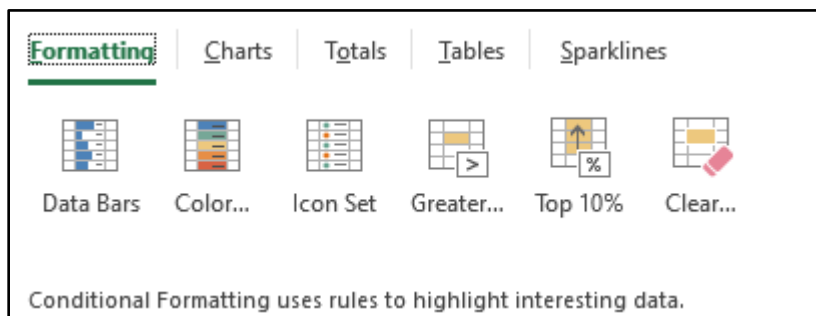 Formatting Charts Totals Tables Sparklines
> %
Data Bars Color... Icon Set Greater... Top 10% Clear...
Conditional Formatting uses rules to highlight interesting data.